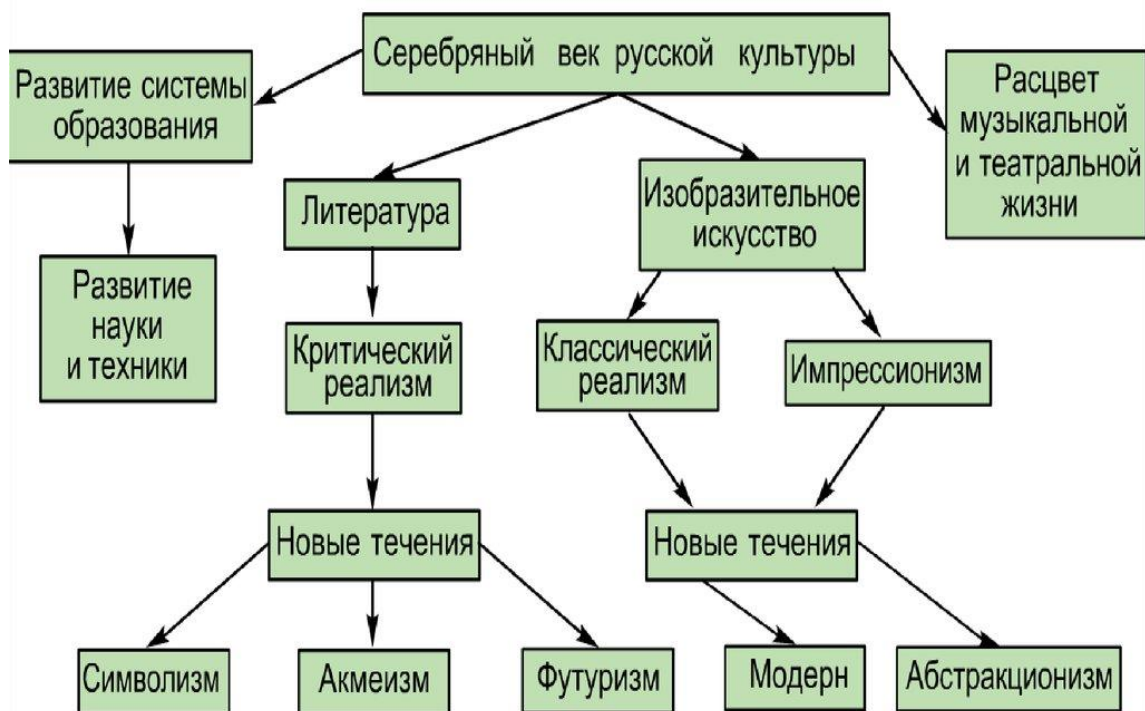 Серебряный век русской культуры
Развитие системы
образования
Расцвет
музыкальной
и театральной
жизни
Литература
Изобразительное
искусство
Развитие
науки
и техники
Критический
реализм
Классический
реализм
Импрессионизм
Новые течения
Новые течения
Символизм
Акмеизм
Футуризм
Модерн
Абстракционизм